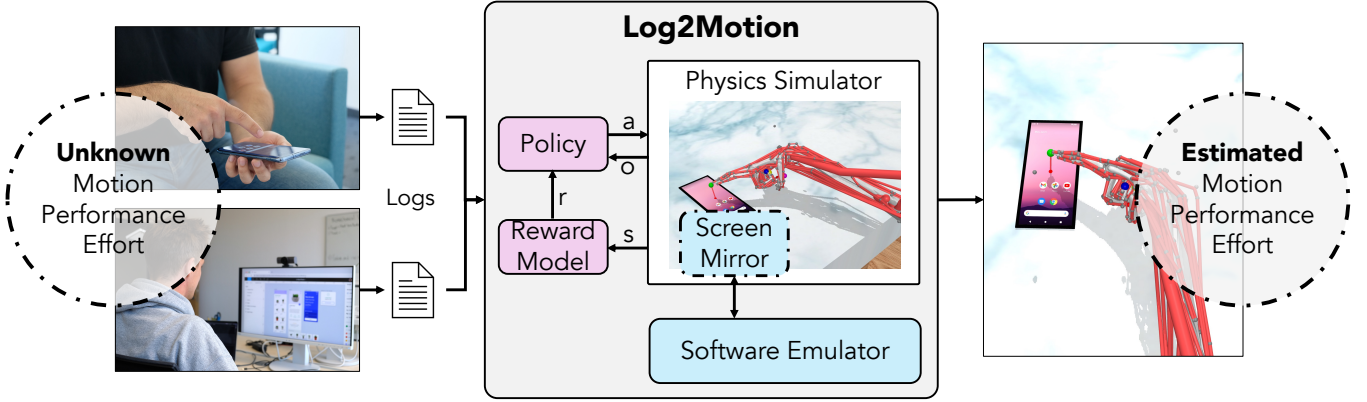 Log2Motion
Unknown
Motion
Performance
Effort
Logs
Policy
a
o
r
s
Reward
Model
Physics Simulator
Screen
Mirror
Software Emulator
Estimated
Motion
Performance
Effort